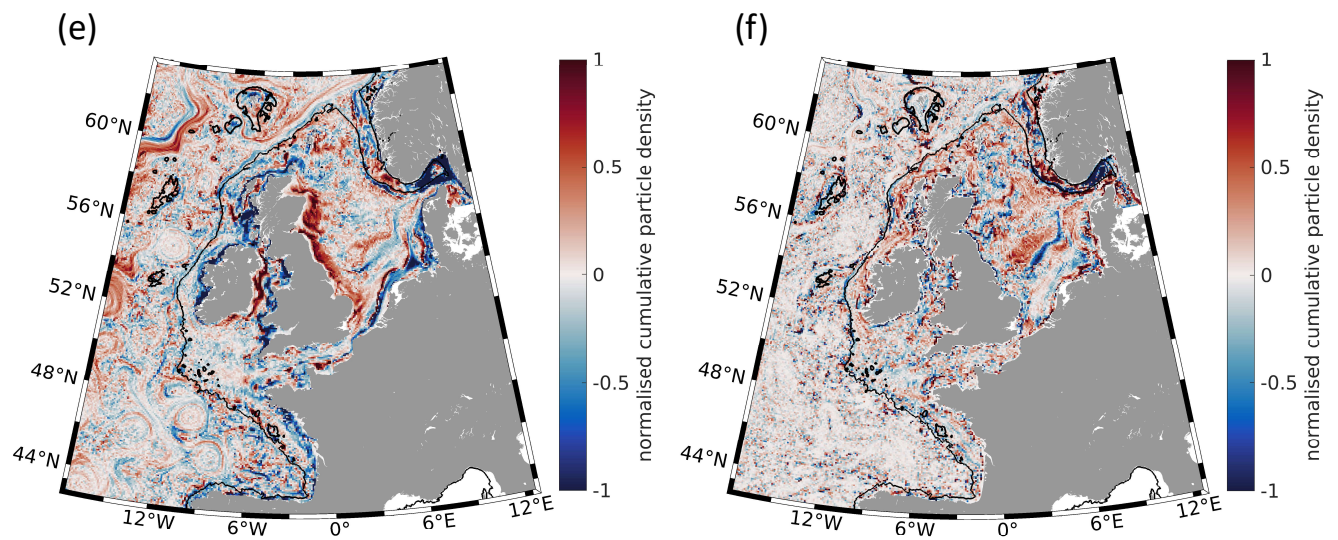 (e)
60°N
56°N
52°N
48°N
44°N
12°W
6°W
0°
6°E
12°E
1
0.5
0
-0.5
-1
normalised cumulative particle density
(f)
60°N
56°N
52°N
48°N
44°N
12°W
6°W
0°
6°E
12°E
1
0.5
0
-0.5
-1
normalised cumulative particle density